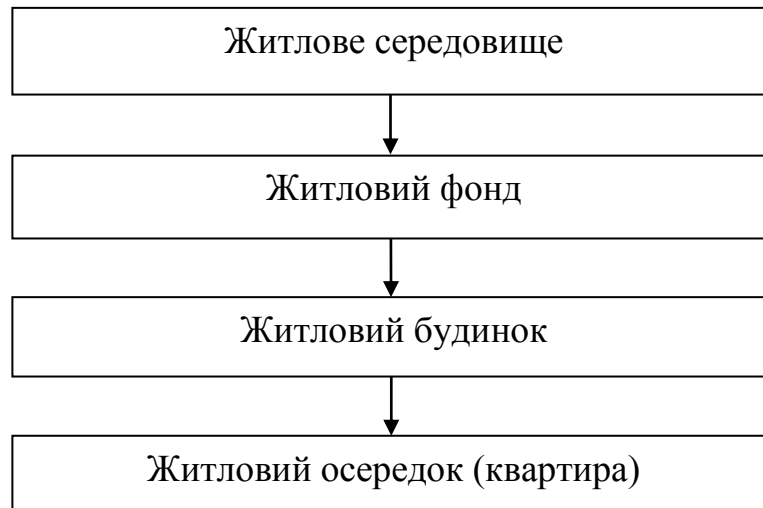 Житлове середовище
Житловий фонд
Житловий будинок
Житловий осередок (квартира)